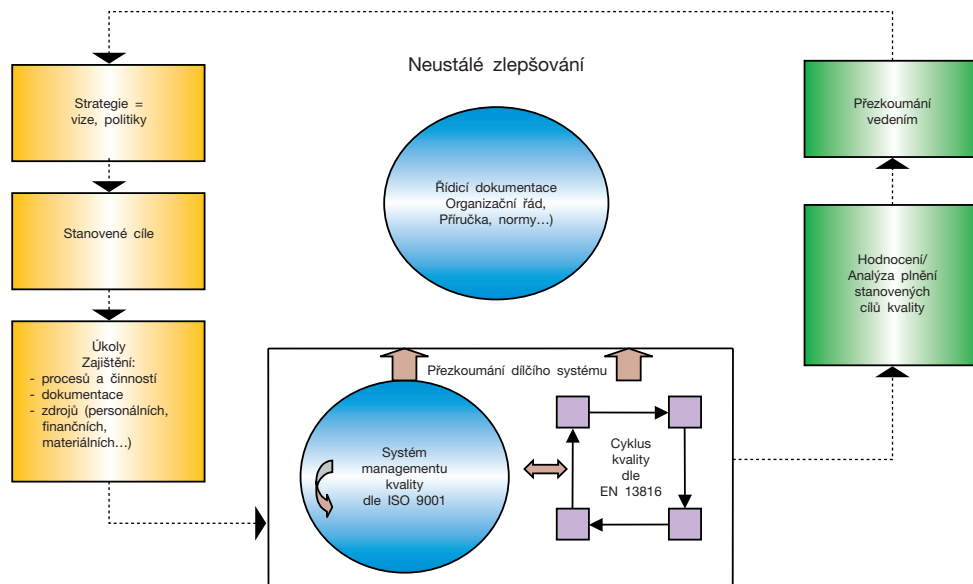 Neustálé zlepšování
Strategie =
vize, politiky
Stanovené cíle
Úkoly
Zajištění:
- procesů a činností
- dokumentace
- zdrojů (personálních,
finančních,
materiálních...)
Řídicí dokumentace
Organizační řád,
Příručka, normy...)
Přezkoumání dílčího systému
Systém
managementu
kvality
dle ISO 9001
Cyklus
kvality
dle
EN 13816
Přezkoumání
vedením
Hodnocení/
Analýza plnění
stanovených
cílů kvality